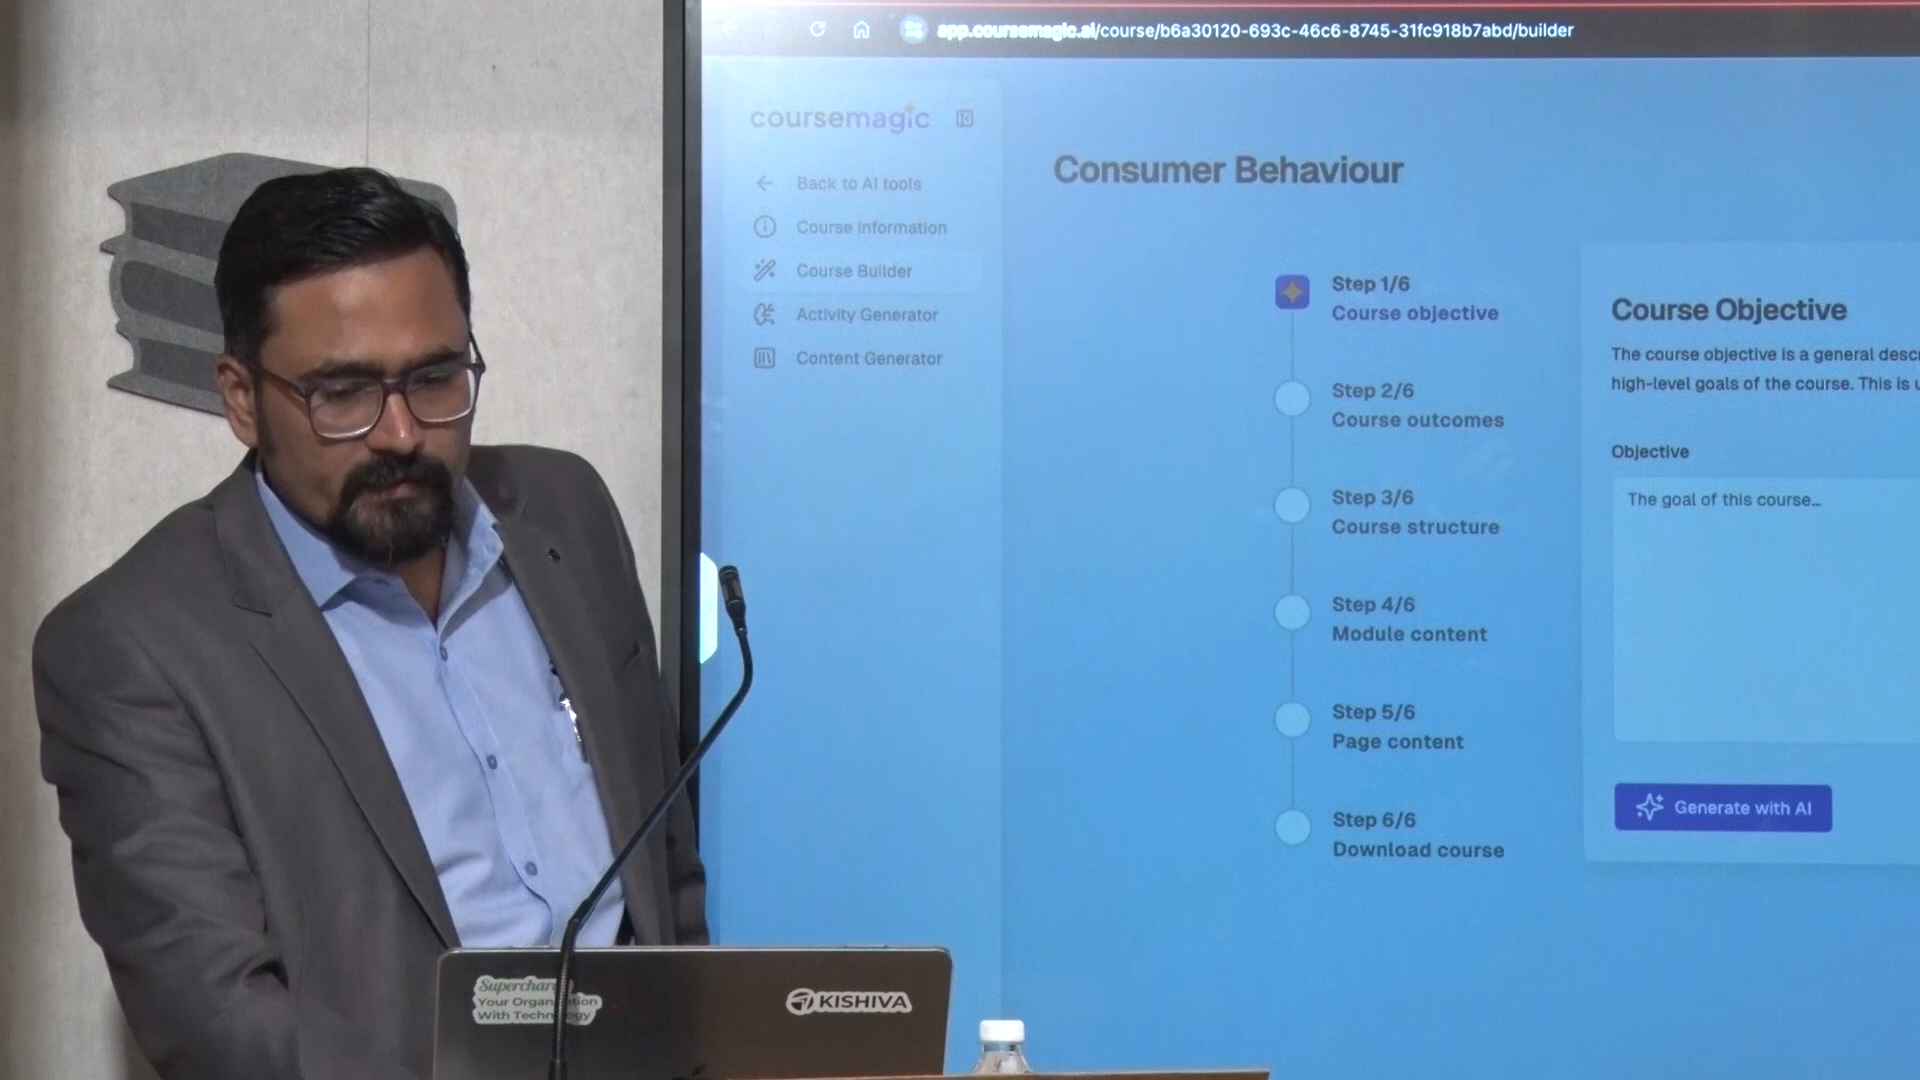 app.coursemagic.ai/course/b6a30120-693c-46c6-8745-31fc918b7abd/builder
coursemagic
Back to AI tools
Course information
Course Builder
Activity Generator
Content Generator
Consumer Behaviour
Step 1/6
Course objective
Step 2/6
Course outcomes
Step 3/6
Course structure
Step 4/6
Module content
Step 5/6
Page content
Step 6/6
Download course
Course Objective
The course objective is a general
high-level goals of the course. This is
Objective
The goal of this course...
Generate with AI
Your
With
KISHIVA